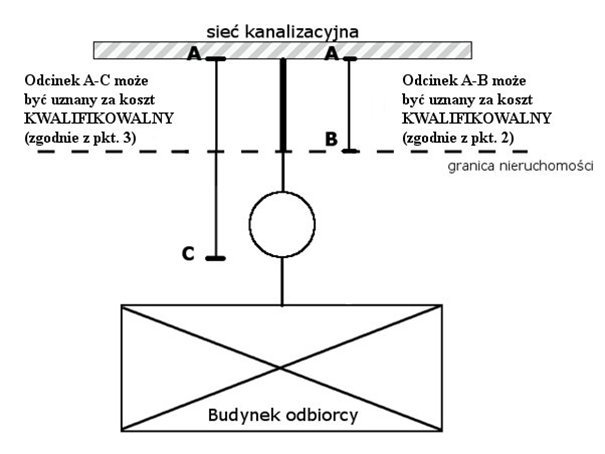 sieć kanalizacyjna
A A
Odcinek A-C może
być uznany za koszt
KWALIFIKOWALNY
(zgodnie z pkt. 3)
Odcinek A-B może
być uznany za koszt
KWALIFIKOWALNY
(zgodnie z pkt. 2)
B
granica nieruchomości
C
Budynek odbiorcy